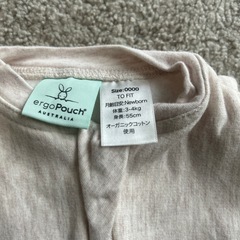 ergoPouch®
AUSTRALIA
Size:0000
TO FIT
月齢目安:Newborn
体重:3-4kg
身長:55cm
オーガニックコットン
使用